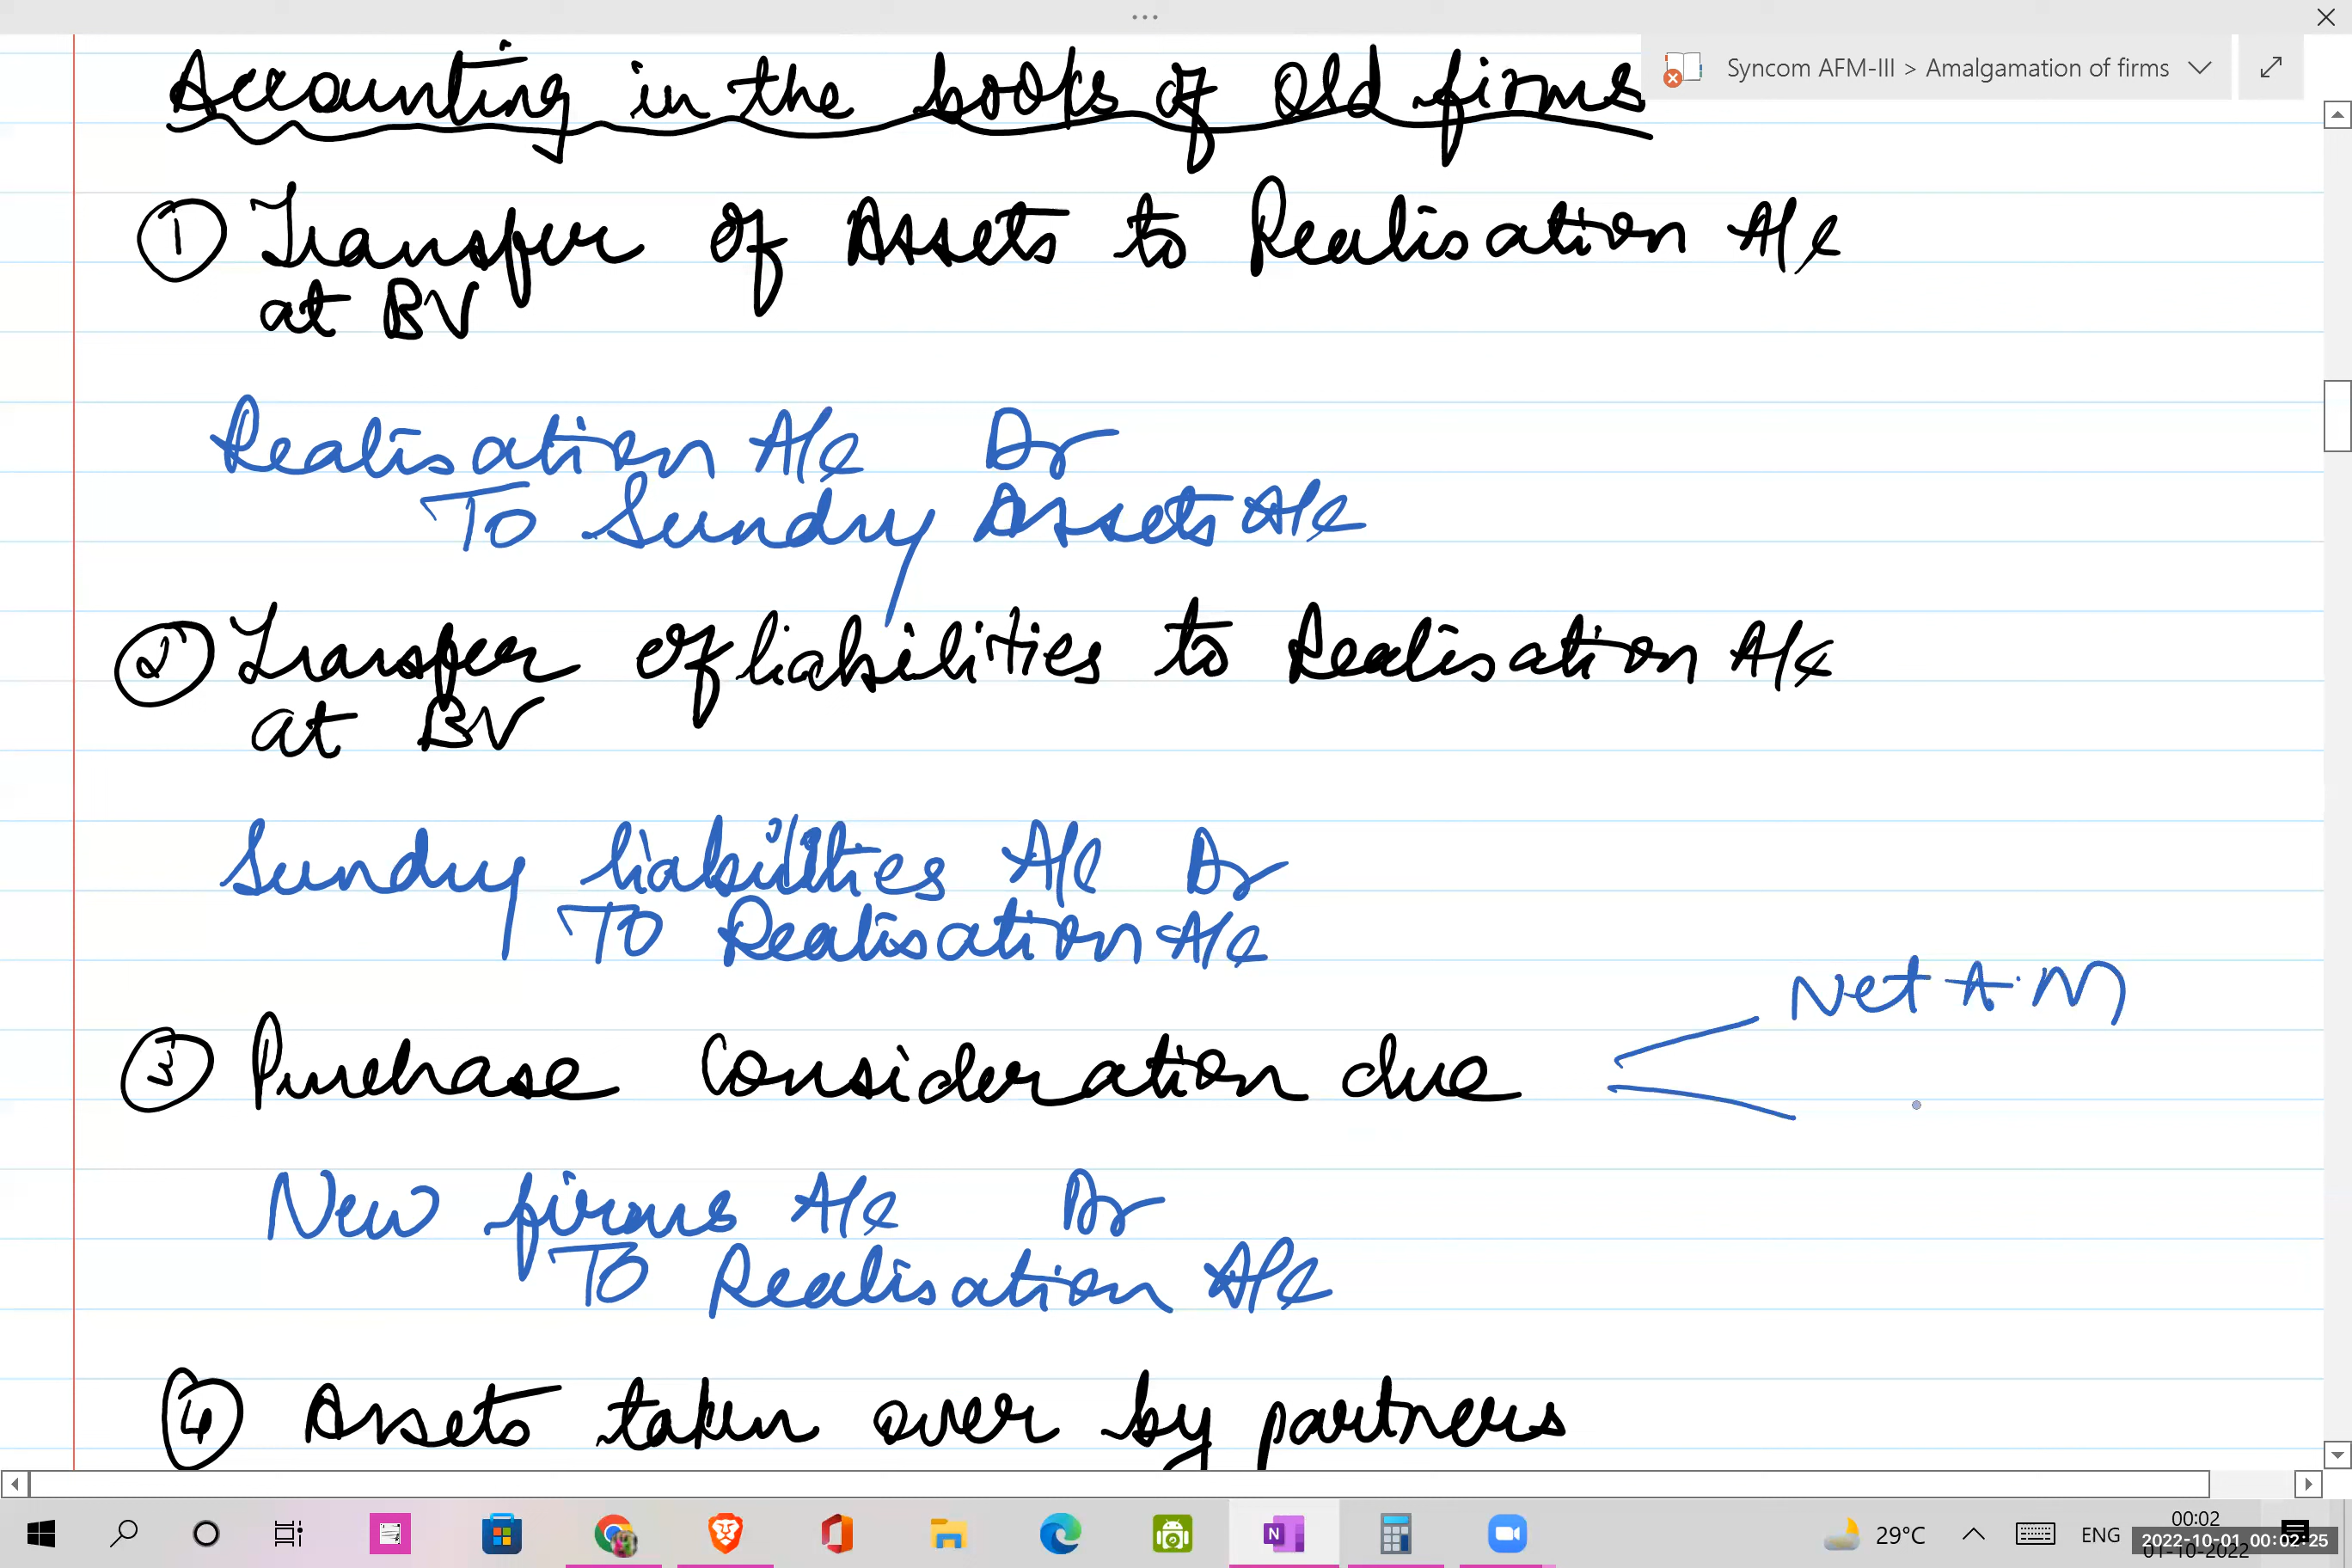 Accounting in the books of Old firms
Syncom AFM-III > Amalgamation of firms
① Transfer of Assets to Realisation A/c
at BV
Realisation A/c Dr
To Sundry Assets A/c
② Transfer of liabilities to Realisation A/c
at BV
Sundry liabilities A/c Dr
To Realisation A/c
Net A.M
③ Purchase Consideration due
New firms A/c Dr
To Realisation A/c
④ Assets taken over by partners
29°C
ENG
00:02
2022-10-01 00:02:25
01-10-2022